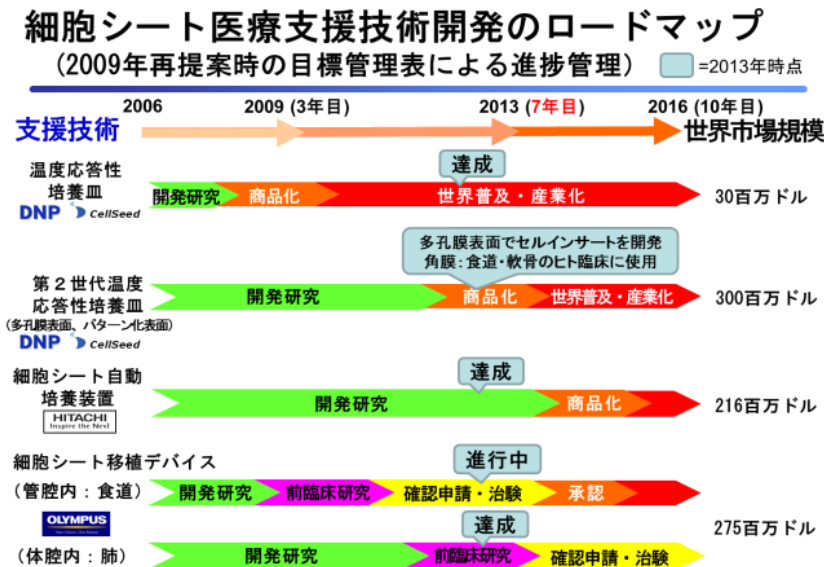 細胞シート医療支援技術開発のロードマップ
(2009年再提案時の目標管理表による進捗管理) =2013年時点
2006 2009 (3年目) 2013 (7年目) 2016 (10年目)
支援技術 世界市場規模
達成
温度応答性
培養皿
開発研究 商品化 世界普及・産業化 30百万ドル
DNP CellSeed
多孔膜表面でセルインサートを開発
角膜:食道・軟骨のヒト臨床に使用
第2世代温度
応答性培養皿
開発研究 商品化 世界普及・産業化 300百万ドル
(多孔膜表面、パターン化表面)
DNP CellSeed
達成
細胞シート自動
培養装置
開発研究 商品化 216百万ドル
HITACHI
Inspire the Next
細胞シート移植デバイス
進行中
(管腔内:食道) 開発研究 前臨床研究 確認申請・治験 承認
OLYMPUS
275百万ドル
達成
(体腔内:肺) 開発研究 前臨床研究 確認申請・治験